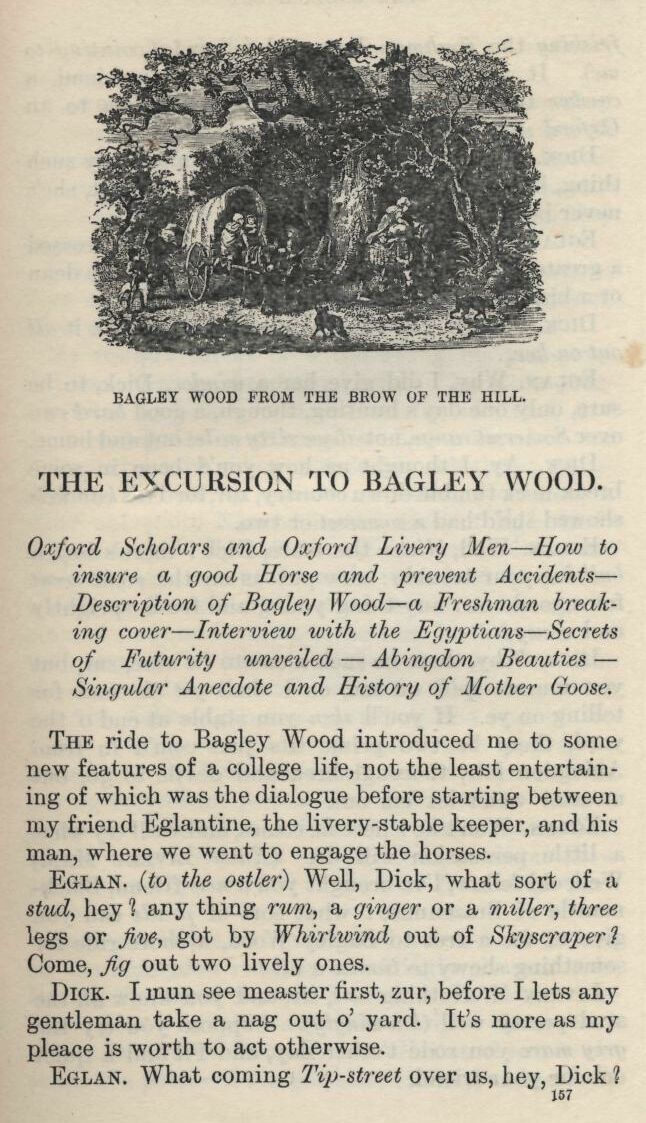 BAGLEY WOOD FROM THE BROW OF THE HILL.
THE EXCURSION TO BAGLEY WOOD.
Oxford Scholars and Oxford Livery Men—How to
insure a good Horse and prevent Accidents—
Description of Bagley Wood—a Freshman break-
ing cover—Interview with the Egyptians—Secrets
of Futurity unveiled — Abingdon Beauties —
Singular Anecdote and History of Mother Goose.
THE ride to Bagley Wood introduced me to some
new features of a college life, not the least entertain-
ing of which was the dialogue before starting between
my friend Eglantine, the livery-stable keeper, and his
man, where we went to engage the horses.
EGLAN. (to the ostler) Well, Dick, what sort of a
stud, hey? any thing rum, a ginger or a miller, three
legs or five, got by Whirlwind out of Skyscraper?
Come, fig out two lively ones.
DICK. I mun see measter first, zur, before I lets any
gentleman take a nag out o' yard. It's more as my
pleace is worth to act otherwise.
EGLAN. What coming Tip-street over us, hey, Dick?
157